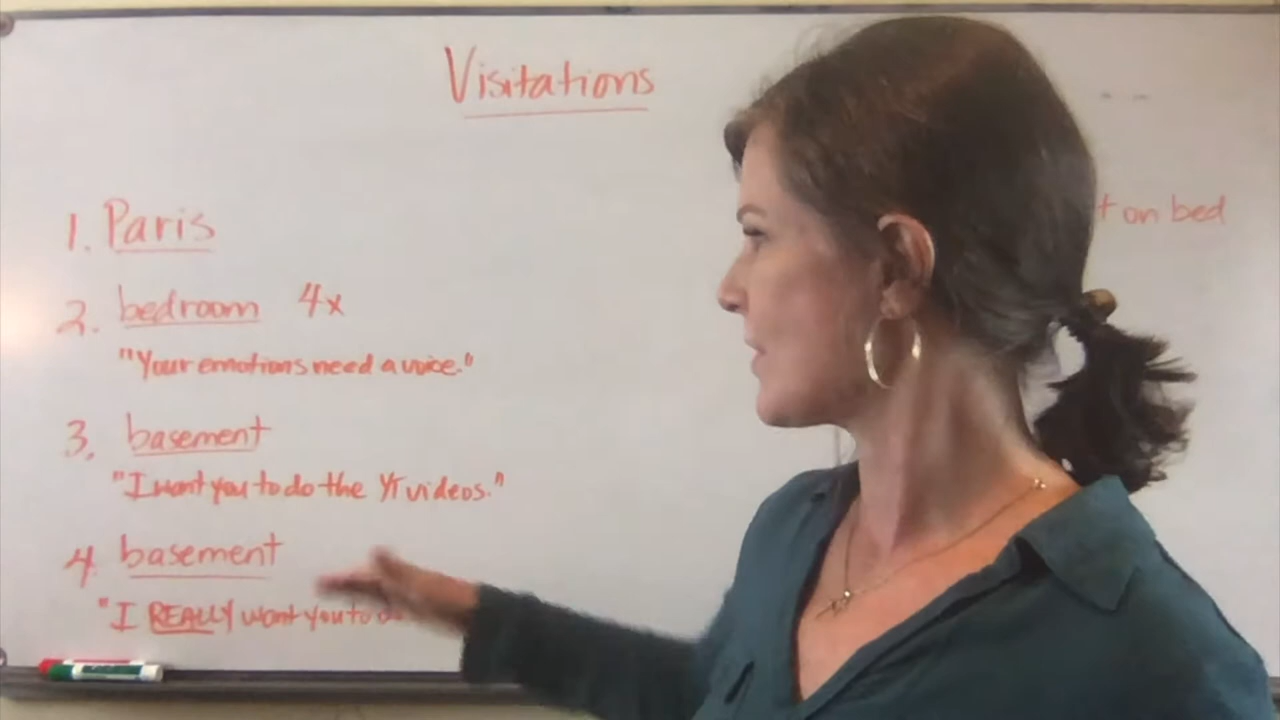 Visitations
1. Paris
2. bedroom 4x
"Your emotions need a voice."
3. basement
"I want you to do the YT videos."
4. basement
"I REALLY want you to
on bed